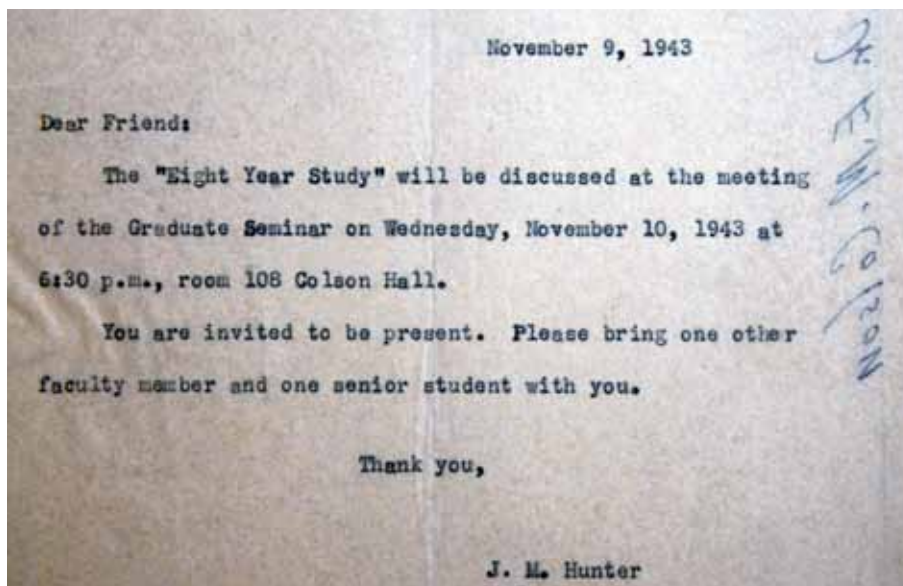 November 9, 1943
Dear Friend:
The "Eight Year Study" will be discussed at the meeting
of the Graduate Seminar on Wednesday, November 10, 1943 at
6:30 p.m., room 108 Colson Hall.
You are invited to be present. Please bring one other
faculty member and one senior student with you.
Thank you,
J. M. Hunter
Dr. E. W. Colson